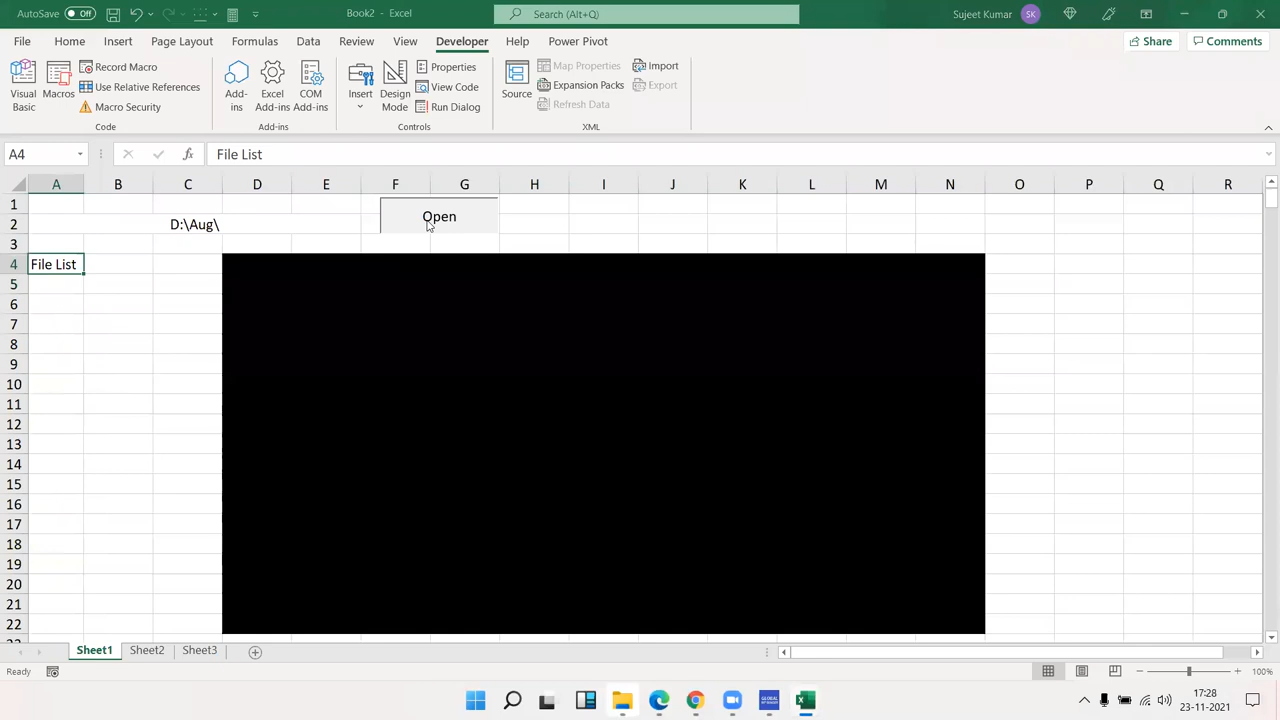 AutoSave Off Book2 - Excel Search (Alt+Q) Sujeet Kumar SK
File Home Insert Page Layout Formulas Data Review View Developer Help Power Pivot Share Comments
Visual Basic
Macros
Record Macro
Use Relative References
Macro Security
Code
Add-ins
Excel Add-ins
COM Add-ins
Add-ins
Insert
Design Mode
Properties
View Code
Run Dialog
Controls
Source
Map Properties
Expansion Packs
Refresh Data
Import
Export
XML
A4 fx File List
A B C D E F G H I J K L M N O P Q R
1
Open
2 D:\Aug\
3
4 File List
5
6
7
8
9
10
11
12
13
14
15
16
17
18
19
20
21
22
Sheet1 Sheet2 Sheet3
Ready 100%
17:28
23-11-2021